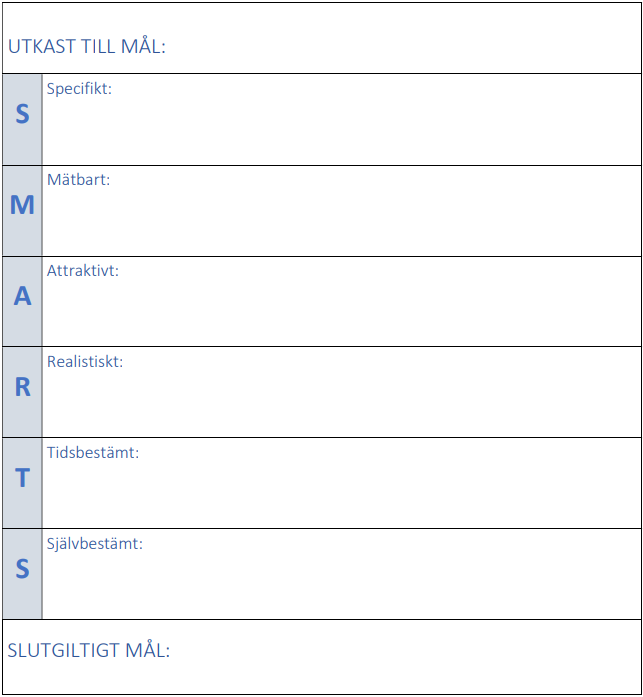 UTKAST TILL MÅL:
S
Specifikt:
M
Mätbart:
A
Attraktivt:
R
Realistiskt:
T
Tidsbestämt:
S
Självbestämt:
SLUTGILTIGT MÅL: